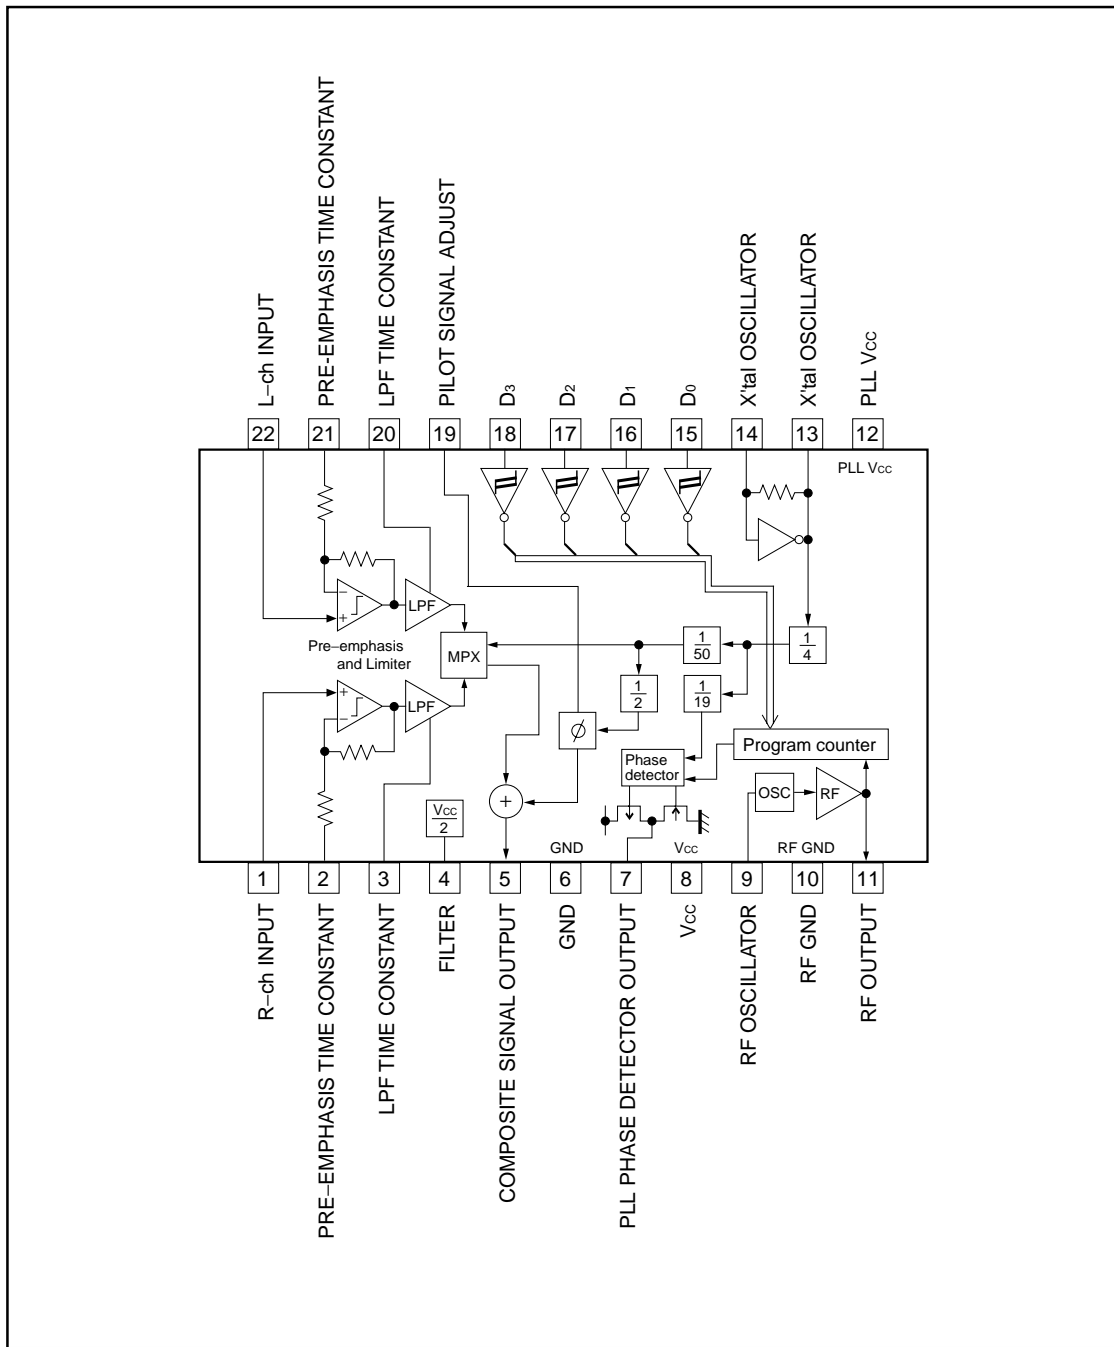 L–ch INPUT
PRE-EMPHASIS TIME CONSTANT
LPF TIME CONSTANT
PILOT SIGNAL ADJUST
D3
D2
D1
D0
X'tal OSCILLATOR
X'tal OSCILLATOR
PLL VCC
22
21
20
19
18
17
16
15
14
13
12
PLL VCC
–
+
LPF
Pre–emphasis
and Limiter
MPX
1
50
1
4
+
–
LPF
1
2
1
19
ϕ
Program counter
Phase
detector
OSC
RF
VCC
2
+
GND
VCC
RF GND
1
2
3
4
5
6
7
8
9
10
11
R–ch INPUT
PRE–EMPHASIS TIME CONSTANT
LPF TIME CONSTANT
FILTER
COMPOSITE SIGNAL OUTPUT
GND
PLL PHASE DETECTOR OUTPUT
VCC
RF OSCILLATOR
RF GND
RF OUTPUT